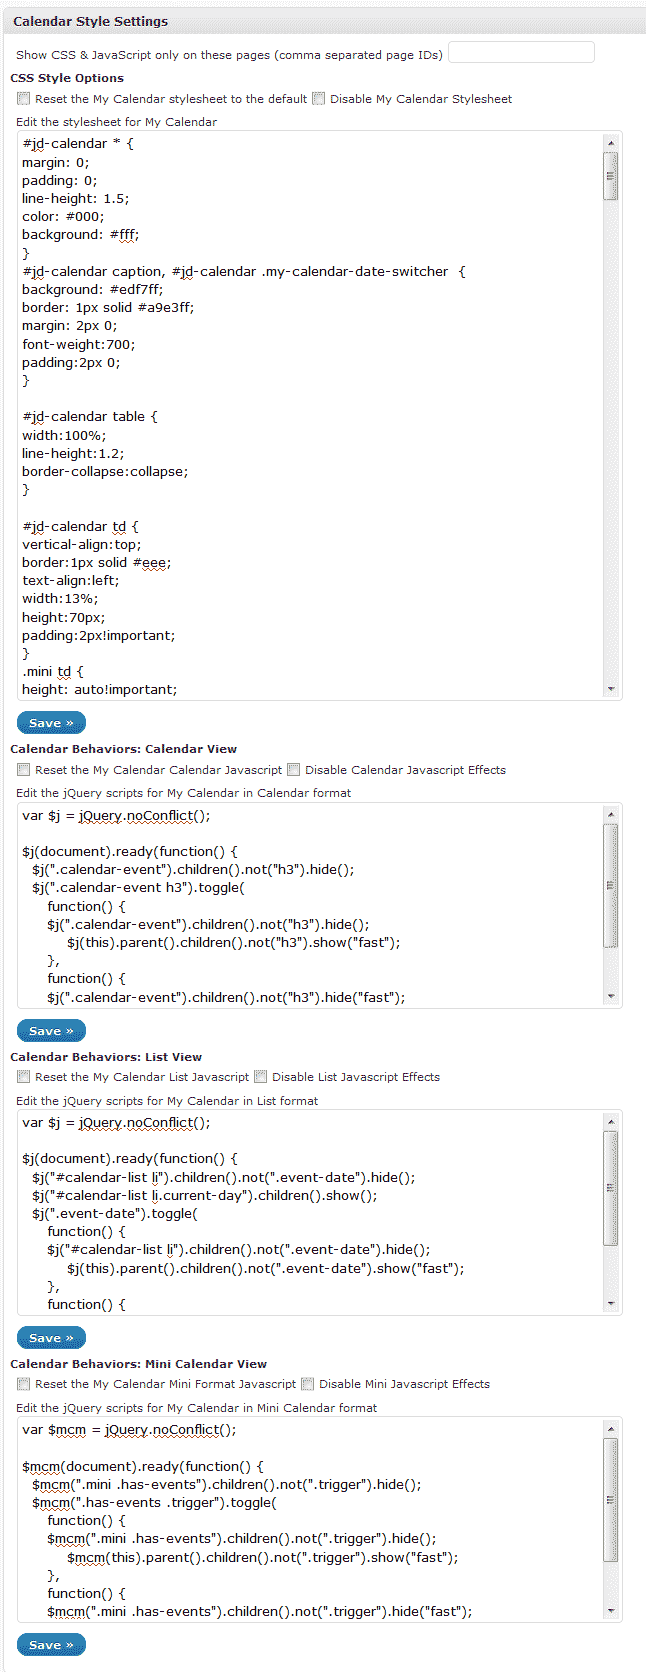 Calendar Style Settings
Show CSS & JavaScript only on these pages (comma separated page IDs)
CSS Style Options
Reset the My Calendar stylesheet to the default Disable My Calendar Stylesheet
Edit the stylesheet for My Calendar
#jd-calendar * {
margin: 0;
padding: 0;
line-height: 1.5;
color: #000;
background: #fff;
}
#jd-calendar caption, #jd-calendar .my-calendar-date-switcher  {
background: #edf7ff;
border: 1px solid #a9e3ff;
margin: 2px 0;
font-weight:700;
padding:2px 0;
}
#jd-calendar table {
width:100%;
line-height:1.2;
border-collapse:collapse;
}
#jd-calendar td {
vertical-align:top;
border:1px solid #eee;
text-align:left;
width:13%;
height:70px;
padding:2px!important;
}
.mini td {
height: auto!important;
Save »
Calendar Behaviors: Calendar View
Reset the My Calendar Calendar Javascript Disable Calendar Javascript Effects
Edit the jQuery scripts for My Calendar in Calendar format
var $j = jQuery.noConflict();
$j(document).ready(function() {
$j(".calendar-event").children().not("h3").hide();
$j(".calendar-event h3").toggle(
function() {
$j(".calendar-event").children().not("h3").hide();
$j(this).parent().children().not("h3").show("fast");
},
function() {
$j(".calendar-event").children().not("h3").hide("fast");
Save »
Calendar Behaviors: List View
Reset the My Calendar List Javascript Disable List Javascript Effects
Edit the jQuery scripts for My Calendar in List format
var $j = jQuery.noConflict();
$j(document).ready(function() {
$j("#calendar-list li").children().not(".event-date").hide();
$j("#calendar-list li.current-day").children().show();
$j(".event-date").toggle(
function() {
$j("#calendar-list li").children().not(".event-date").hide();
$j(this).parent().children().not(".event-date").show("fast");
},
function() {
Save »
Calendar Behaviors: Mini Calendar View
Reset the My Calendar Mini Format Javascript Disable Mini Javascript Effects
Edit the jQuery scripts for My Calendar in Mini Calendar format
var $mcm = jQuery.noConflict();
$mcm(document).ready(function() {
$mcm(".mini .has-events").children().not(".trigger").hide();
$mcm(".has-events .trigger").toggle(
function() {
$mcm(".mini .has-events").children().not(".trigger").hide();
$mcm(this).parent().children().not(".trigger").show("fast");
},
function() {
$mcm(".mini .has-events").children().not(".trigger").hide("fast");
Save »